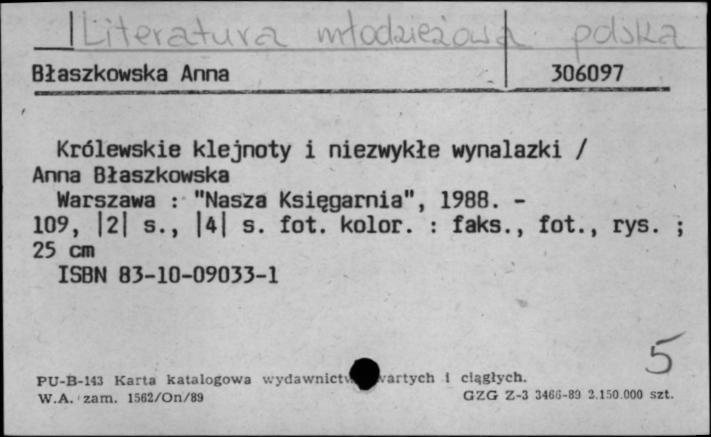 Literatura młodzieżowa polska
Błaszkowska Anna 306097
Królewskie klejnoty i niezwykłe wynalazki /
Anna Błaszkowska
Warszawa : "Nasza Księgarnia", 1988. -
109, |2| s., |4| s. fot. kolor. : faks., fot., rys. ;
25 cm
ISBN 83-10-09033-1
5
PU-B-143 Karta katalogowa wydawnictw wartych i ciągłych.
W.A. zam. 1562/On/89 GZG Z-3 3466-89 2.150.000 szt.